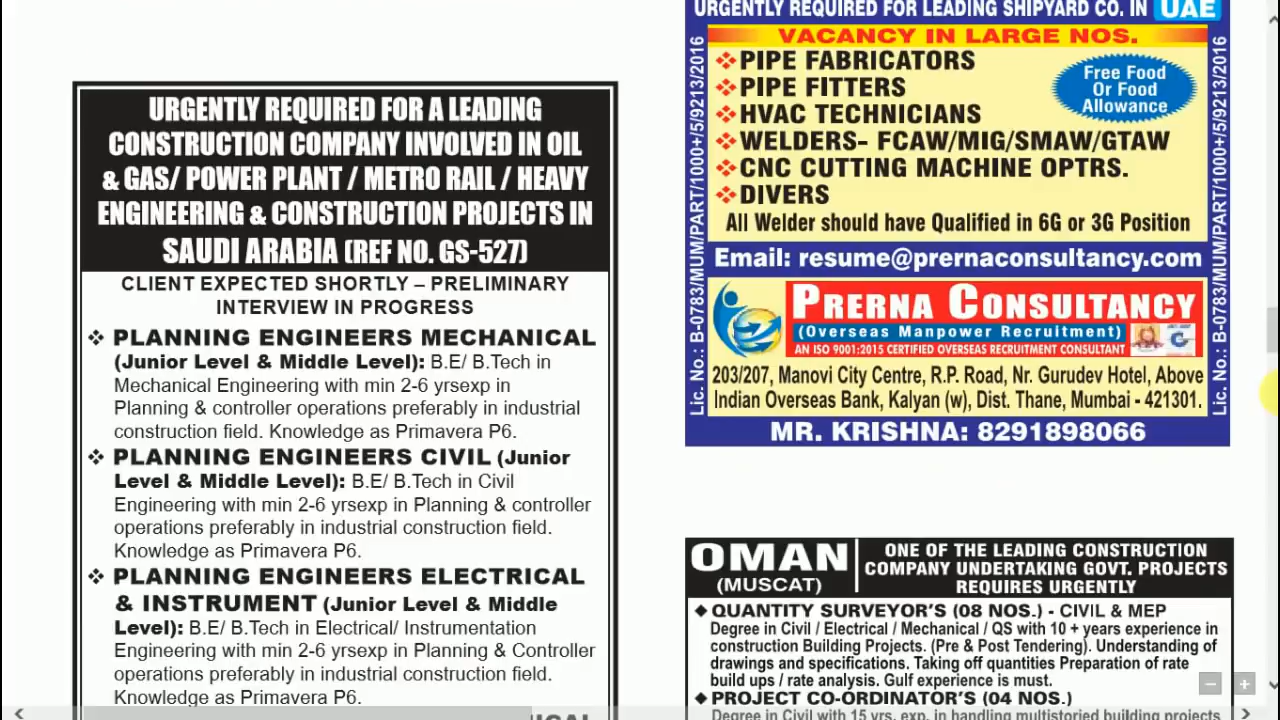 URGENTLY REQUIRED FOR A LEADING
CONSTRUCTION COMPANY INVOLVED IN OIL
& GAS/ POWER PLANT / METRO RAIL / HEAVY
ENGINEERING & CONSTRUCTION PROJECTS IN
SAUDI ARABIA (REF NO. GS-527)
CLIENT EXPECTED SHORTLY – PRELIMINARY
INTERVIEW IN PROGRESS
❖ PLANNING ENGINEERS MECHANICAL
(Junior Level & Middle Level): B.E/ B.Tech in
Mechanical Engineering with min 2-6 yrsexp in
Planning & controller operations preferably in industrial
construction field. Knowledge as Primavera P6.
❖ PLANNING ENGINEERS CIVIL (Junior
Level & Middle Level): B.E/ B.Tech in Civil
Engineering with min 2-6 yrsexp in Planning & controller
operations preferably in industrial construction field.
Knowledge as Primavera P6.
❖ PLANNING ENGINEERS ELECTRICAL
& INSTRUMENT (Junior Level & Middle
Level): B.E/ B.Tech in Electrical/ Instrumentation
Engineering with min 2-6 yrsexp in Planning & Controller
operations preferably in industrial construction field.
Knowledge as Primavera P6.
URGENTLY REQUIRED FOR LEADING SHIPYARD CO. IN UAE
VACANCY IN LARGE NOS.
❖ PIPE FABRICATORS
❖ PIPE FITTERS
❖ HVAC TECHNICIANS
❖ WELDERS- FCAW/MIG/SMAW/GTAW
❖ CNC CUTTING MACHINE OPTRS.
❖ DIVERS
Free Food
Or Food
Allowance
All Welder should have Qualified in 6G or 3G Position
Email: resume@prernaconsultancy.com
PRERNA CONSULTANCY
(Overseas Manpower Recruitment)
AN ISO 9001:2015 CERTIFIED OVERSEAS RECRUITMENT CONSULTANT
203/207, Manovi City Centre, R.P. Road, Nr. Gurudev Hotel, Above
Indian Overseas Bank, Kalyan (w), Dist. Thane, Mumbai - 421301.
MR. KRISHNA: 8291898066
Lic. No.: B-0783/MUM/PART/1000+/5/9213/2016
Lic. No.: B-0783/MUM/PART/1000+/5/9213/2016
OMAN
(MUSCAT)
ONE OF THE LEADING CONSTRUCTION
COMPANY UNDERTAKING GOVT. PROJECTS
REQUIRES URGENTLY
◆ QUANTITY SURVEYOR'S (08 NOS.) - CIVIL & MEP
Degree in Civil / Electrical / Mechanical / QS with 10 + years experience in
construction Building Projects. (Pre & Post Tendering). Understanding of
drawings and specifications. Taking off quantities Preparation of rate
build ups / rate analysis. Gulf experience is must.
◆ PROJECT CO-ORDINATOR'S (04 NOS.)
Degree in Civil with 15 yrs. exp. in handling multistoried building projects